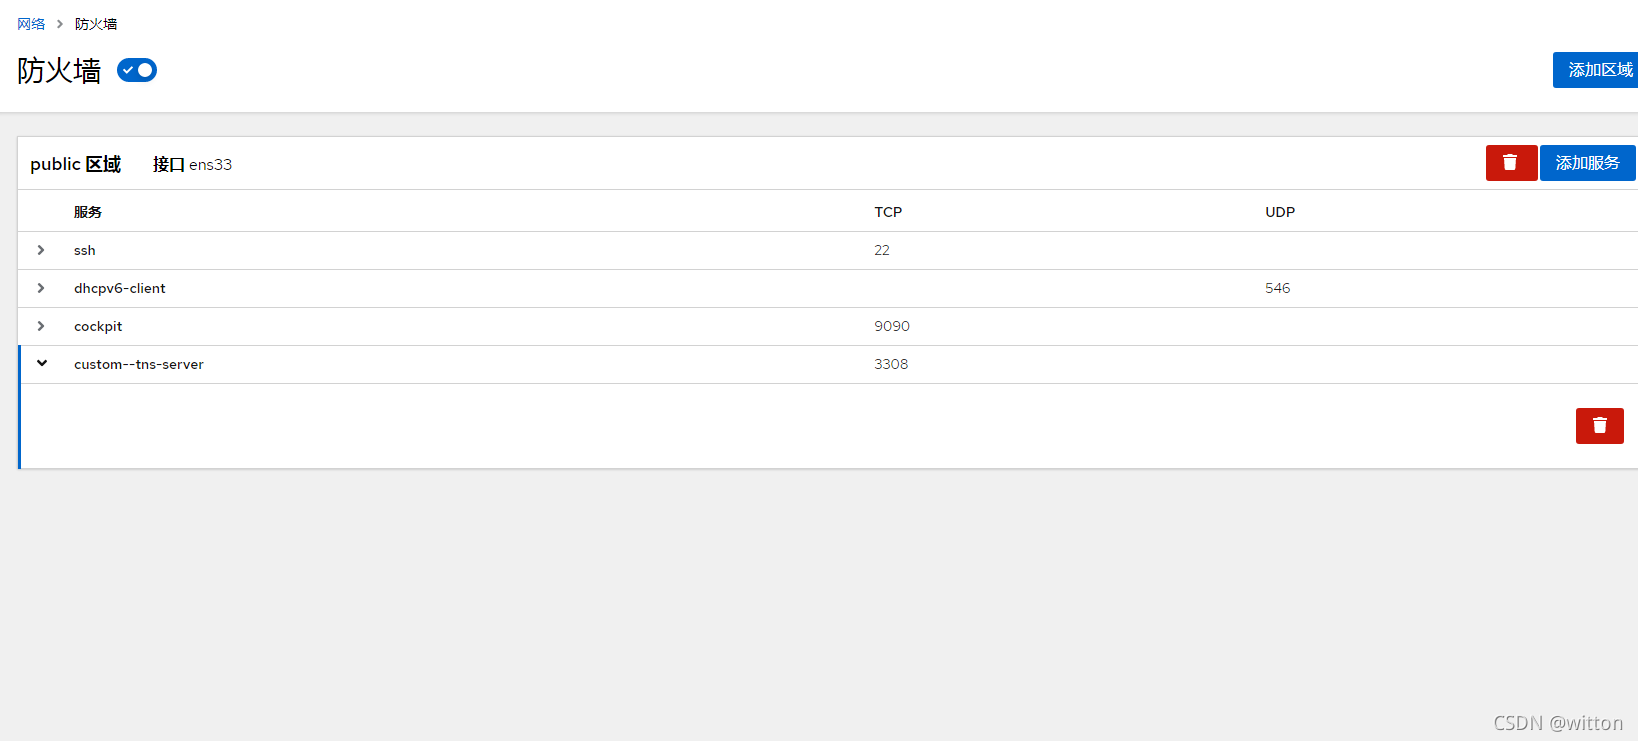 网络 > 防火墙
防火墙
添加区域
public 区域 接口 ens33 添加服务
服务 TCP UDP
ssh 22
dhcpv6-client 546
cockpit 9090
custom--tns-server 3308
CSDN @witton